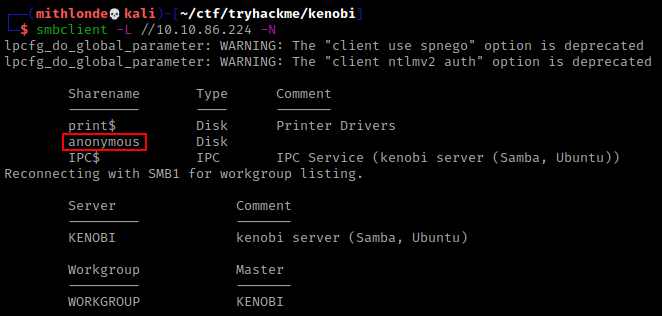 (mithlonde💀kali)-[~/ctf/tryhackme/kenobi]
$ smbclient -L //10.10.86.224 -N
lpcfg_do_global_parameter: WARNING: The "client use spnego" option is deprecated
lpcfg_do_global_parameter: WARNING: The "client ntlmv2 auth" option is deprecated
Sharename Type Comment
--------- ---- -------
print$ Disk Printer Drivers
anonymous Disk
IPC$ IPC IPC Service (kenobi server (Samba, Ubuntu))
Reconnecting with SMB1 for workgroup listing.
Server Comment
--------- -------
KENOBI kenobi server (Samba, Ubuntu)
Workgroup Master
--------- -------
WORKGROUP KENOBI